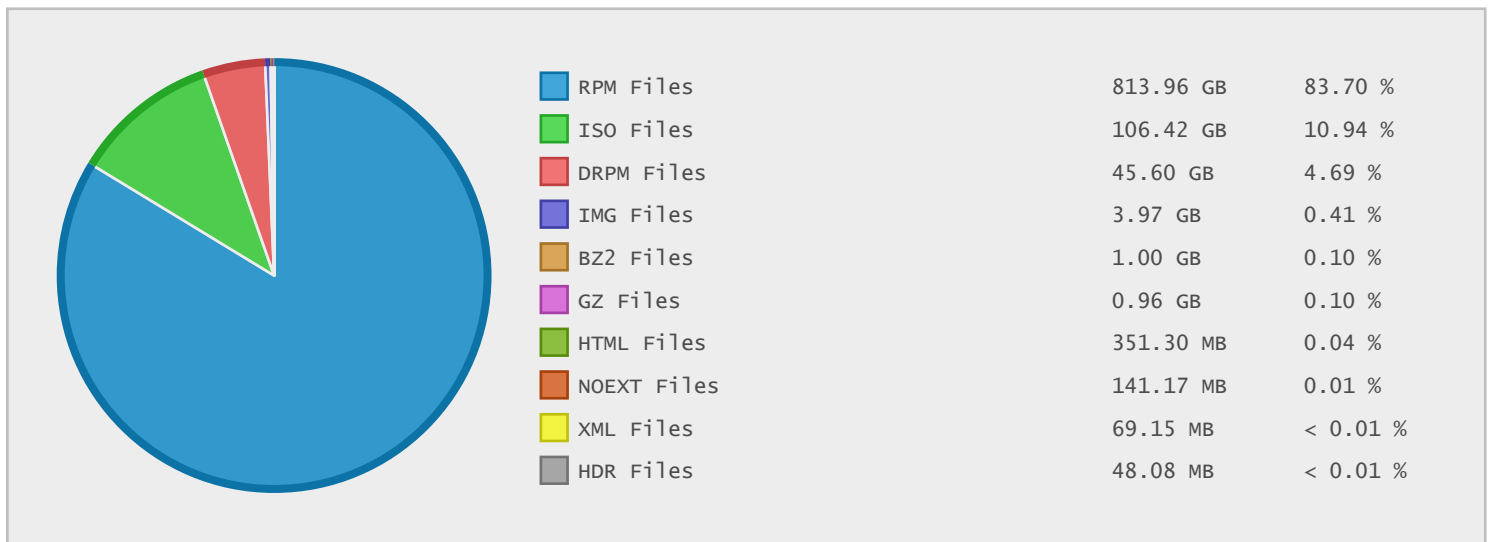 RPM Files 813.96 GB 83.70 %
ISO Files 106.42 GB 10.94 %
DRPM Files 45.60 GB 4.69 %
IMG Files 3.97 GB 0.41 %
BZ2 Files 1.00 GB 0.10 %
GZ Files 0.96 GB 0.10 %
HTML Files 351.30 MB 0.04 %
NOEXT Files 141.17 MB 0.01 %
XML Files 69.15 MB < 0.01 %
HDR Files 48.08 MB < 0.01 %